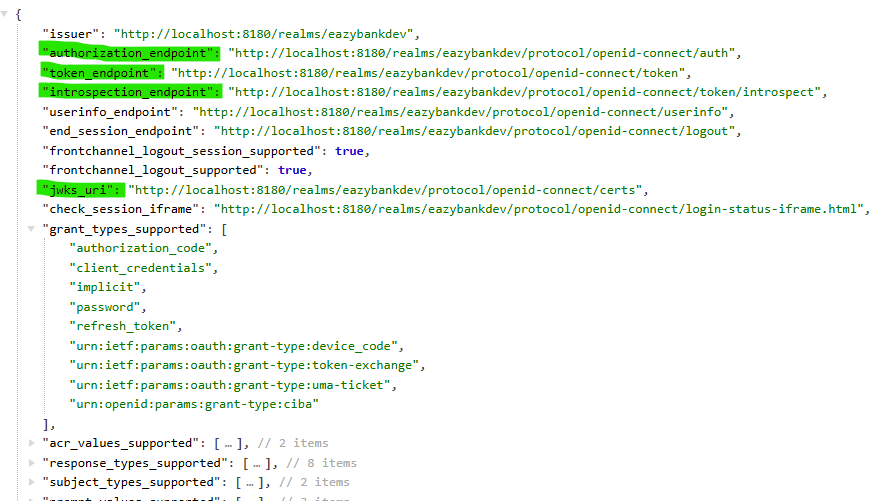 {
"issuer": "http://localhost:8180/realms/eazybankdev",
"authorization_endpoint": "http://localhost:8180/realms/eazybankdev/protocol/openid-connect/auth",
"token_endpoint": "http://localhost:8180/realms/eazybankdev/protocol/openid-connect/token",
"introspection_endpoint": "http://localhost:8180/realms/eazybankdev/protocol/openid-connect/token/introspect",
"userinfo_endpoint": "http://localhost:8180/realms/eazybankdev/protocol/openid-connect/userinfo",
"end_session_endpoint": "http://localhost:8180/realms/eazybankdev/protocol/openid-connect/logout",
"frontchannel_logout_session_supported": true,
"frontchannel_logout_supported": true,
"jwks_uri": "http://localhost:8180/realms/eazybankdev/protocol/openid-connect/certs",
"check_session_iframe": "http://localhost:8180/realms/eazybankdev/protocol/openid-connect/login-status-iframe.html",
"grant_types_supported": [
"authorization_code",
"client_credentials",
"implicit",
"password",
"refresh_token",
"urn:ietf:params:oauth:grant-type:device_code",
"urn:ietf:params:oauth:grant-type:token-exchange",
"urn:ietf:params:oauth:grant-type:uma-ticket",
"urn:openid:params:grant-type:ciba"
],
"acr_values_supported": [ … ], // 2 items
"response_types_supported": [ … ], // 8 items
"subject_types_supported": [ … ], // 2 items